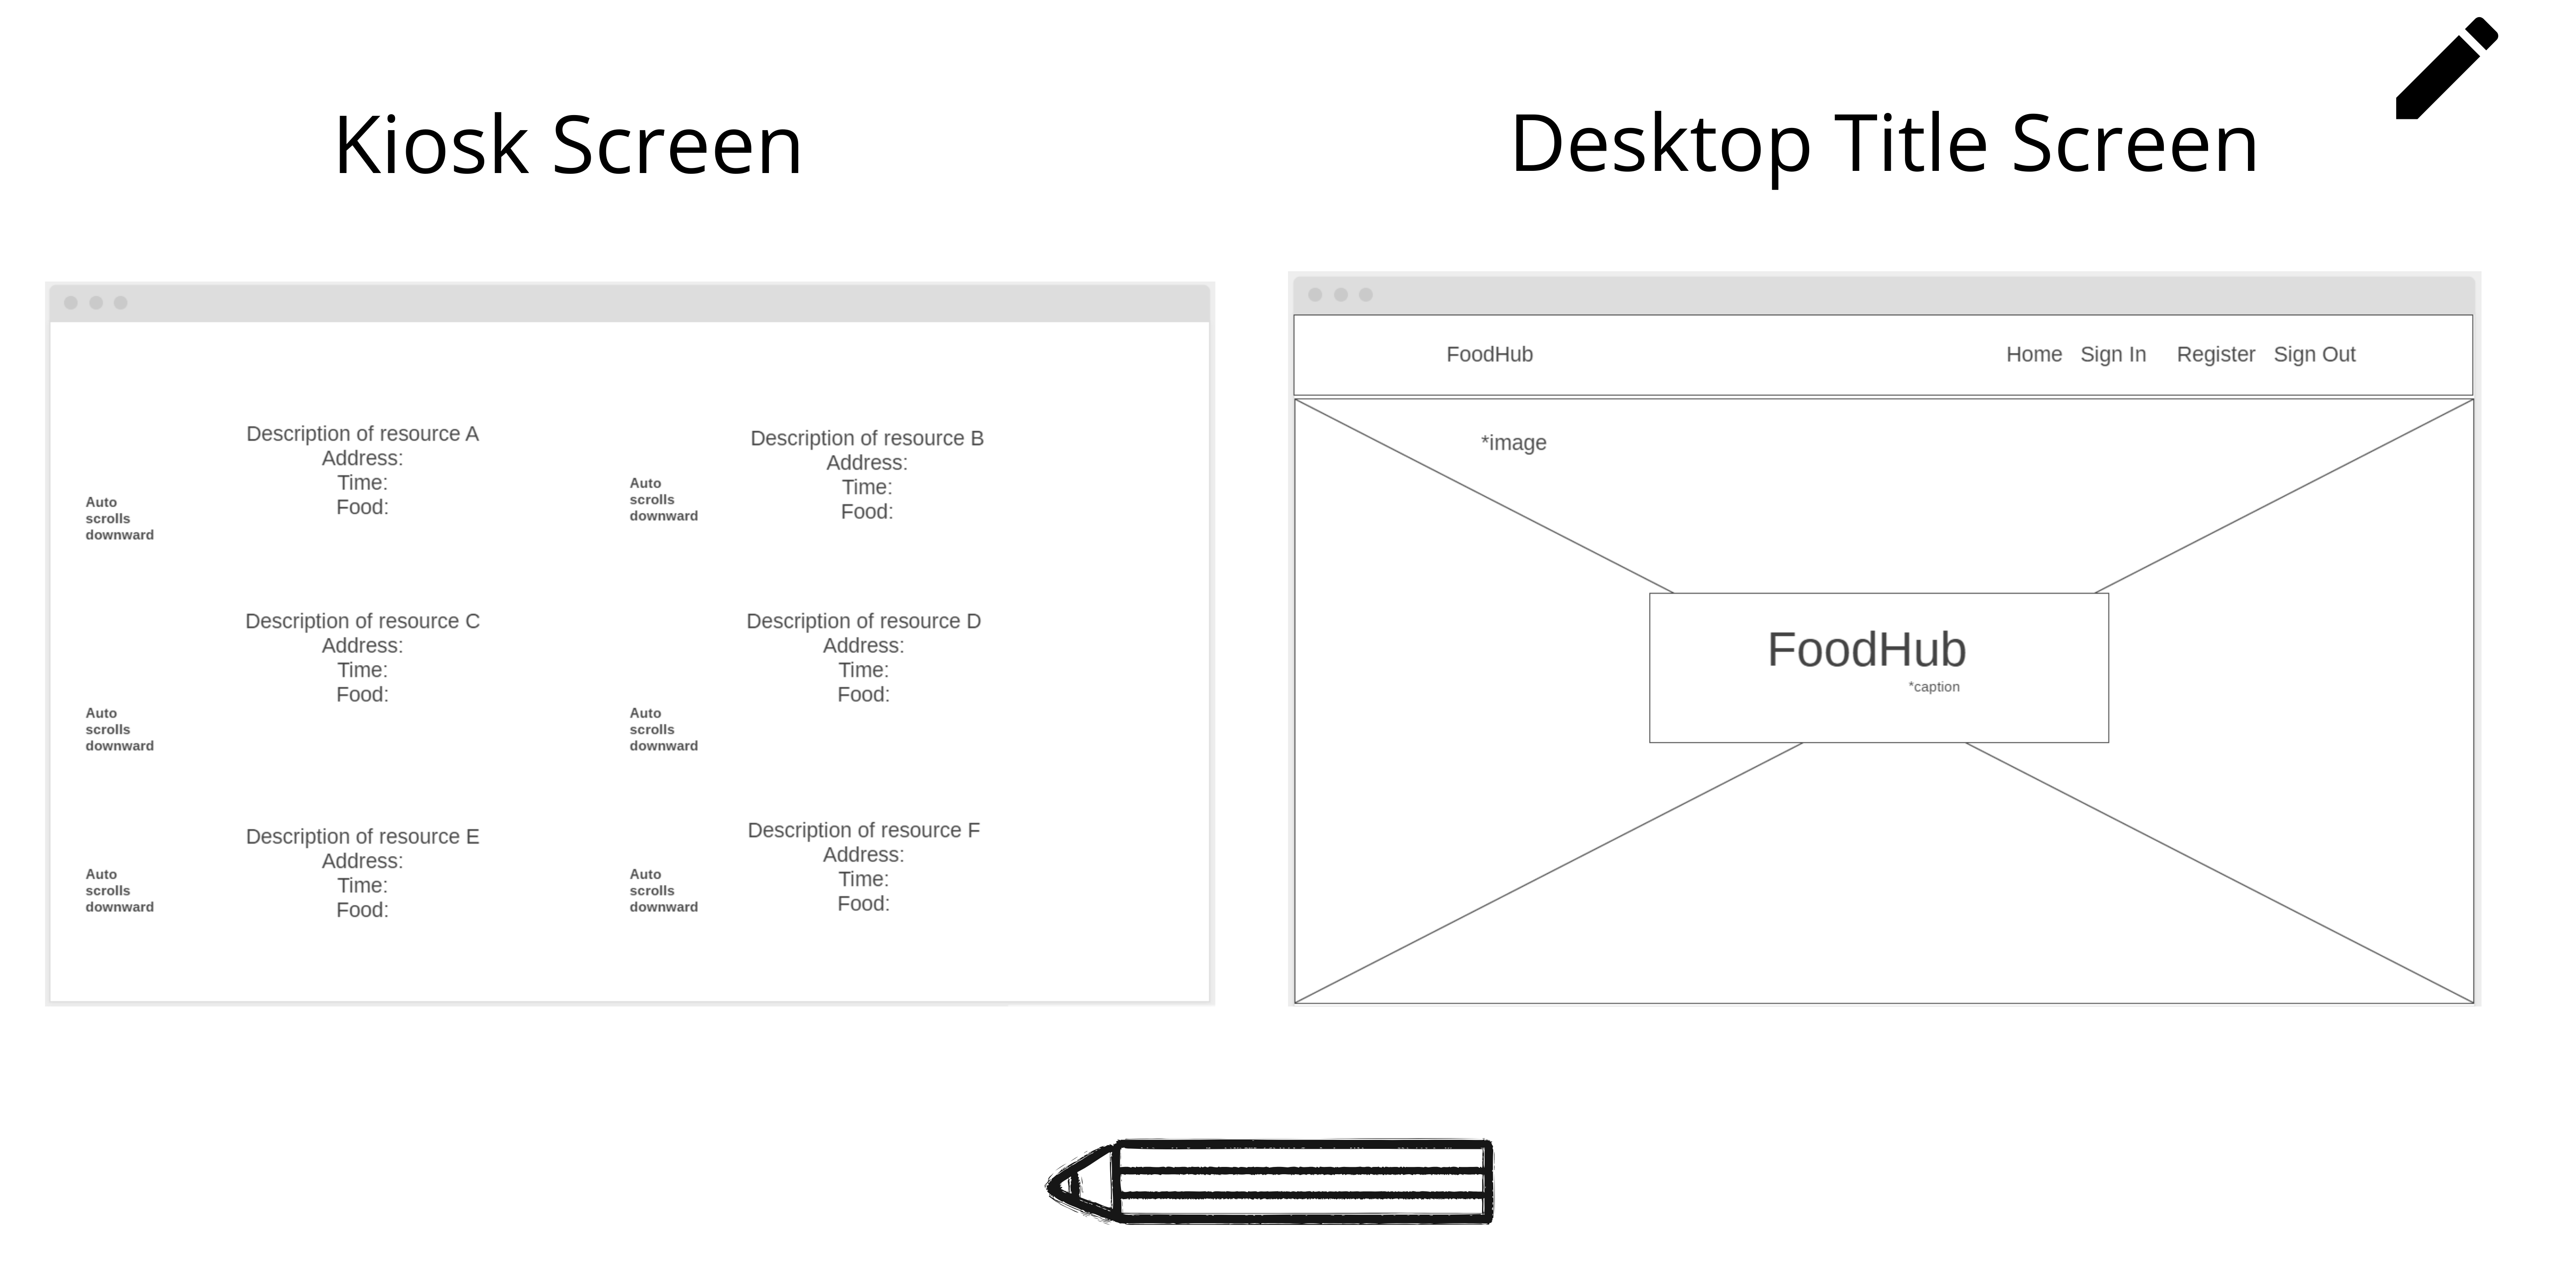 Kiosk Screen
Description of resource A
Address:
Time:
Food:
Auto
scrolls
downward
Description of resource B
Address:
Time:
Food:
Auto
scrolls
downward
Description of resource C
Address:
Time:
Food:
Auto
scrolls
downward
Description of resource D
Address:
Time:
Food:
Auto
scrolls
downward
Description of resource E
Address:
Time:
Food:
Auto
scrolls
downward
Description of resource F
Address:
Time:
Food:
Auto
scrolls
downward
Desktop Title Screen
FoodHub Home Sign In Register Sign Out
*image
FoodHub
*caption